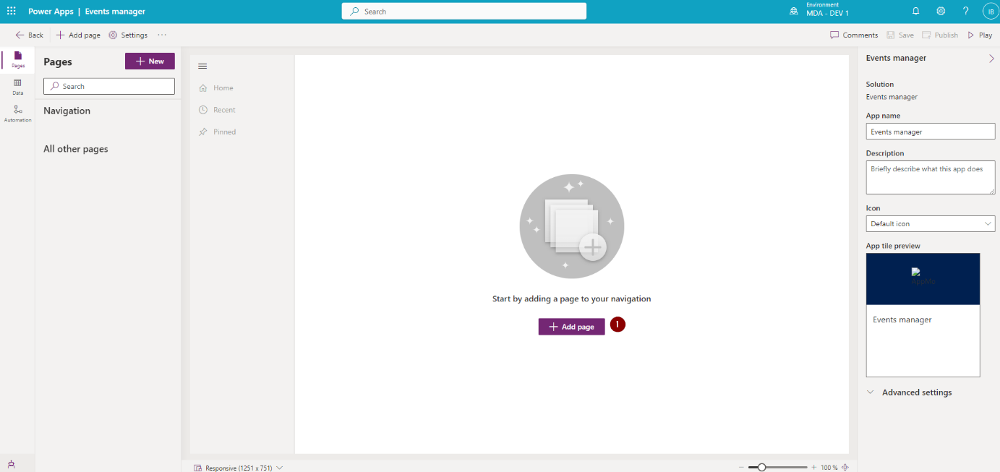 Power Apps | Events manager
Search
Environment
MDA - DEV 1
IB
Back
Add page
Settings
Comments
Save
Publish
Play
Pages
Data
Automation
Pages
New
Search
Navigation
All other pages
Home
Recent
Pinned
Start by adding a page to your navigation
Add page
1
Responsive (1251 x 751)
100 %
Events manager
Solution
Events manager
App name
Events manager
Description
Briefly describe what this app does
Icon
Default icon
App tile preview
AppMo
Events manager
Advanced settings